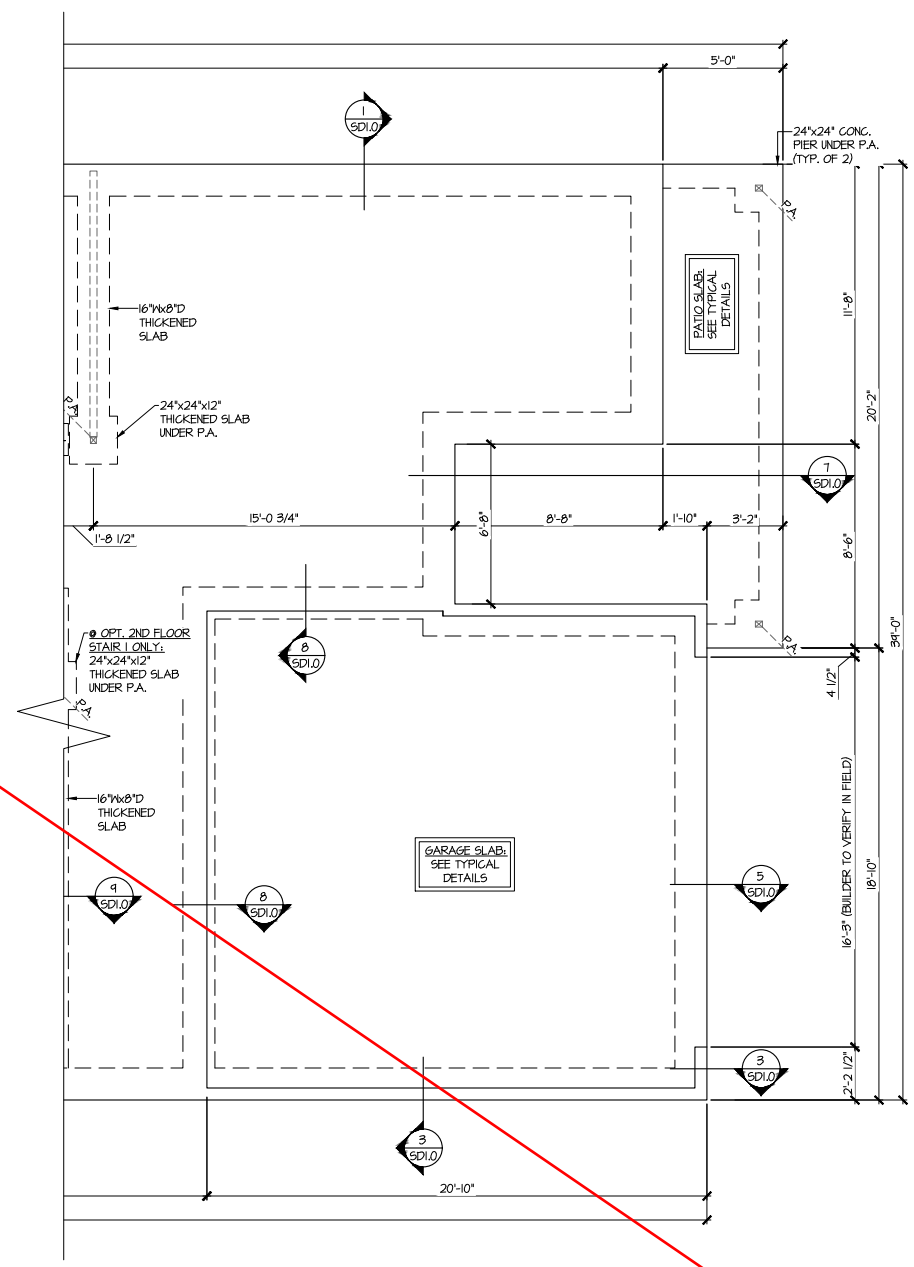 5'-0"
1
SD1.0
24"x24" CONC.
PIER UNDER P.A.
(TYP. OF 2)
P.A.
PATIO SLAB:
SEE TYPICAL
DETAILS
11'-8"
16"Wx8"D
THICKENED
SLAB
P.A.
24"x24"x12"
THICKENED SLAB
UNDER P.A.
20'-2"
7
SD1.0
15'-0 3/4"
6'-8"
8'-8"
1'-10"
3'-2"
1'-8 1/2"
8'-6"
39'-0"
@ OPT. 2ND FLOOR
STAIR 1 ONLY:
24"x24"x12"
THICKENED SLAB
UNDER P.A.
P.A.
8
SD1.0
P.A.
4 1/2"
16"Wx8"D
THICKENED
SLAB
GARAGE SLAB:
SEE TYPICAL
DETAILS
16'-3" (BUILDER TO VERIFY IN FIELD)
18'-10"
9
SD1.0
8
SD1.0
5
SD1.0
3
SD1.0
2'-2 1/2"
3
SD1.0
20'-10"